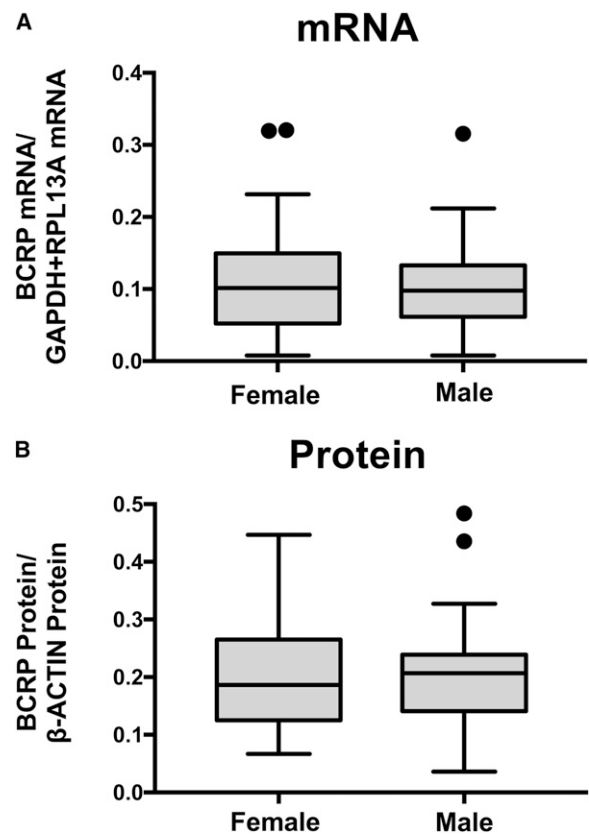 A
mRNA
BCRP mRNA/
GAPDH+RPL13A mRNA
0.4
0.3
0.2
0.1
0.0
Female
Male
B
Protein
BCRP Protein/
β-ACTIN Protein
0.5
0.4
0.3
0.2
0.1
0.0
Female
Male